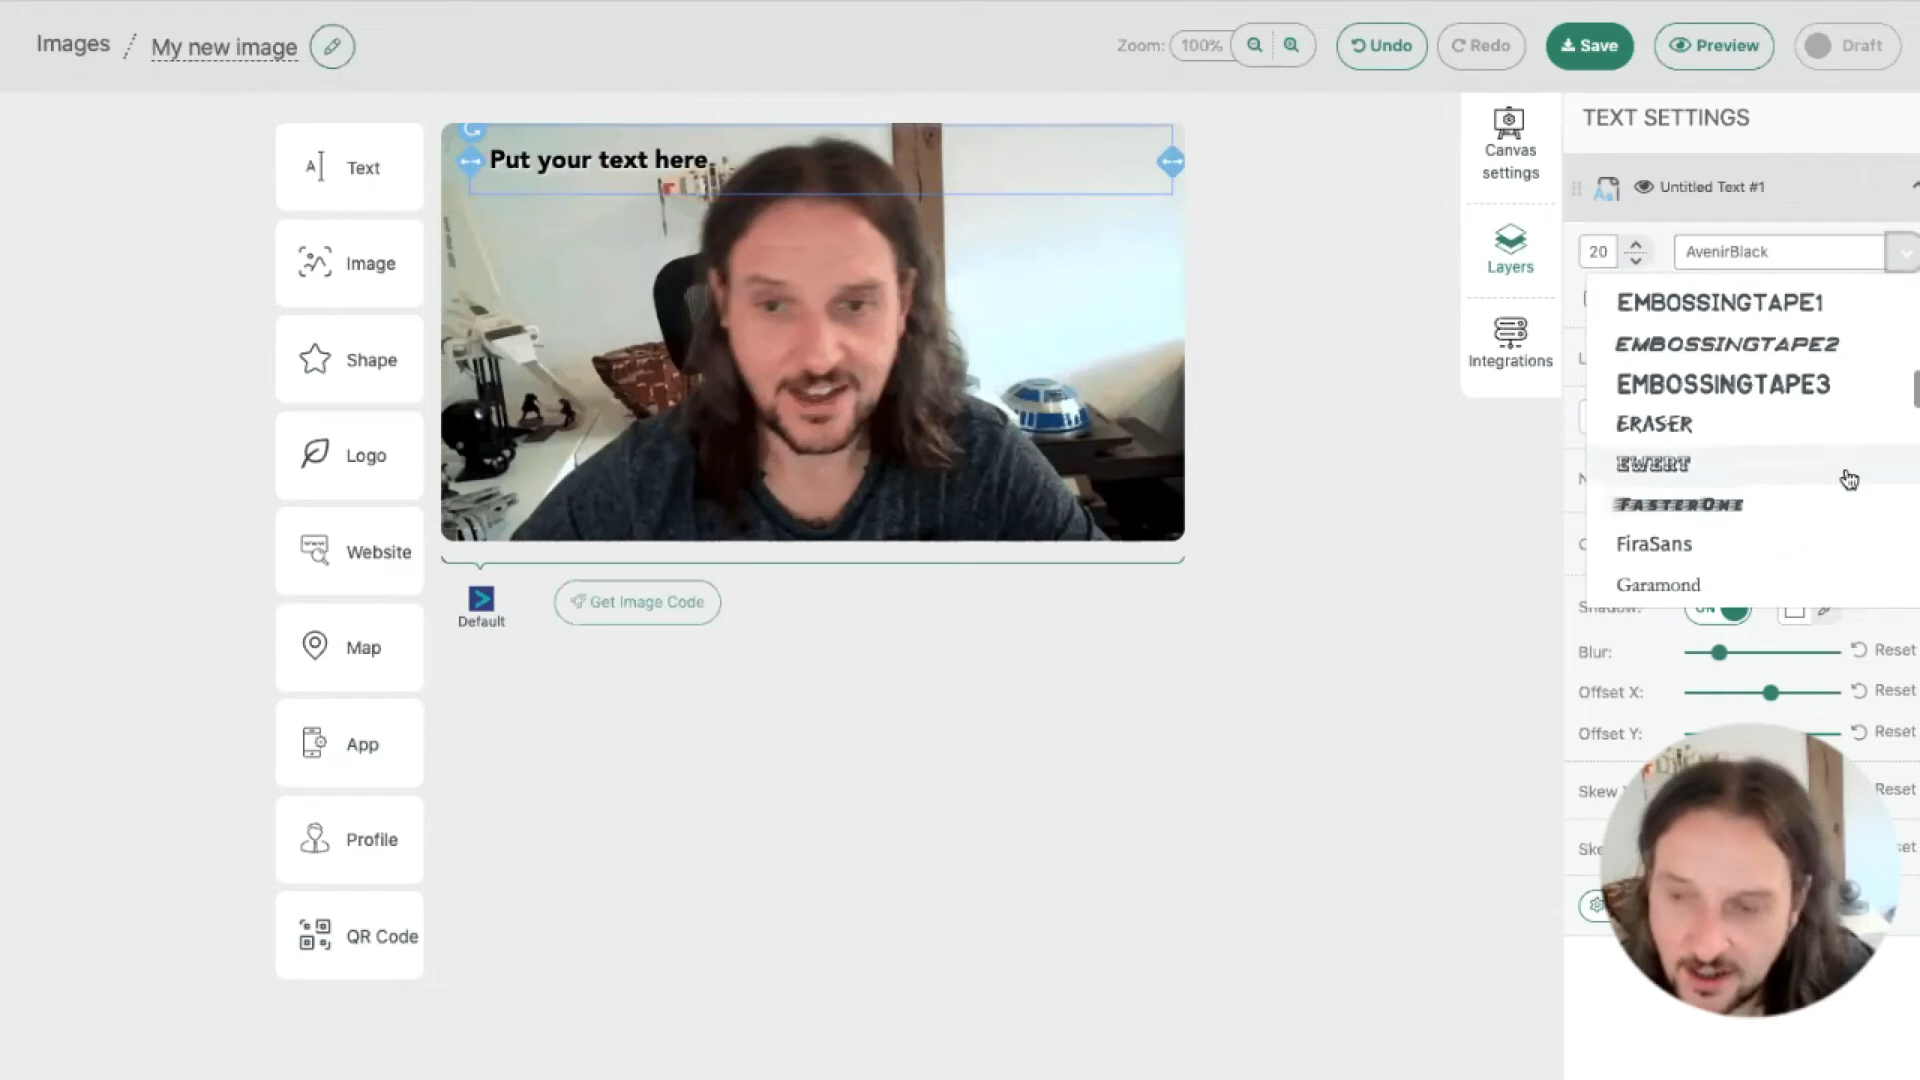 Images / My new image
Zoom: 100%
Undo
Redo
Save
Preview
Draft
Text
Image
Shape
Logo
Website
Map
App
Profile
QR Code
Put your text here
Default
Get Image Code
Canvas
settings
Layers
Integrations
TEXT SETTINGS
Untitled Text #1
20
AvenirBlack
EMBOSSINGTAPE1
EMBOSSINGTAPE2
EMBOSSINGTAPE3
ERASER
EWERT
FASTERONE
FiraSans
Garamond
Shadow: ON
Blur: Reset
Offset X: Reset
Offset Y: Reset
Skew Reset